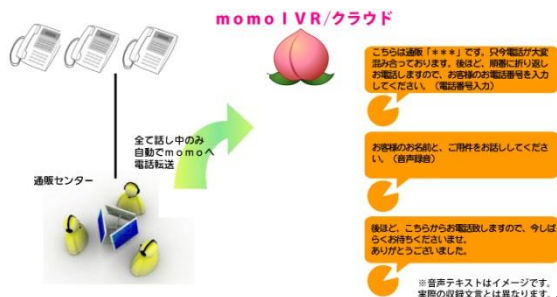 momoIVR/クラウド
全て話し中のみ
自動でmomoへ
電話転送
通販センター
こちらは通販「＊＊＊」です。只今電話が大変
混み合っております。後ほど、順番に折り返し
お電話しますので、お客様のお電話番号を入力
してください。（電話番号入力）
お客様のお名前と、ご用件をお話ししてくださ
い。（音声録音）
後ほど、こちらからお電話致しますので、今しば
らくお待ちくださいませ。
ありがとうございました。
※音声テキストはイメージです。
実際の収録文言とは異なります。